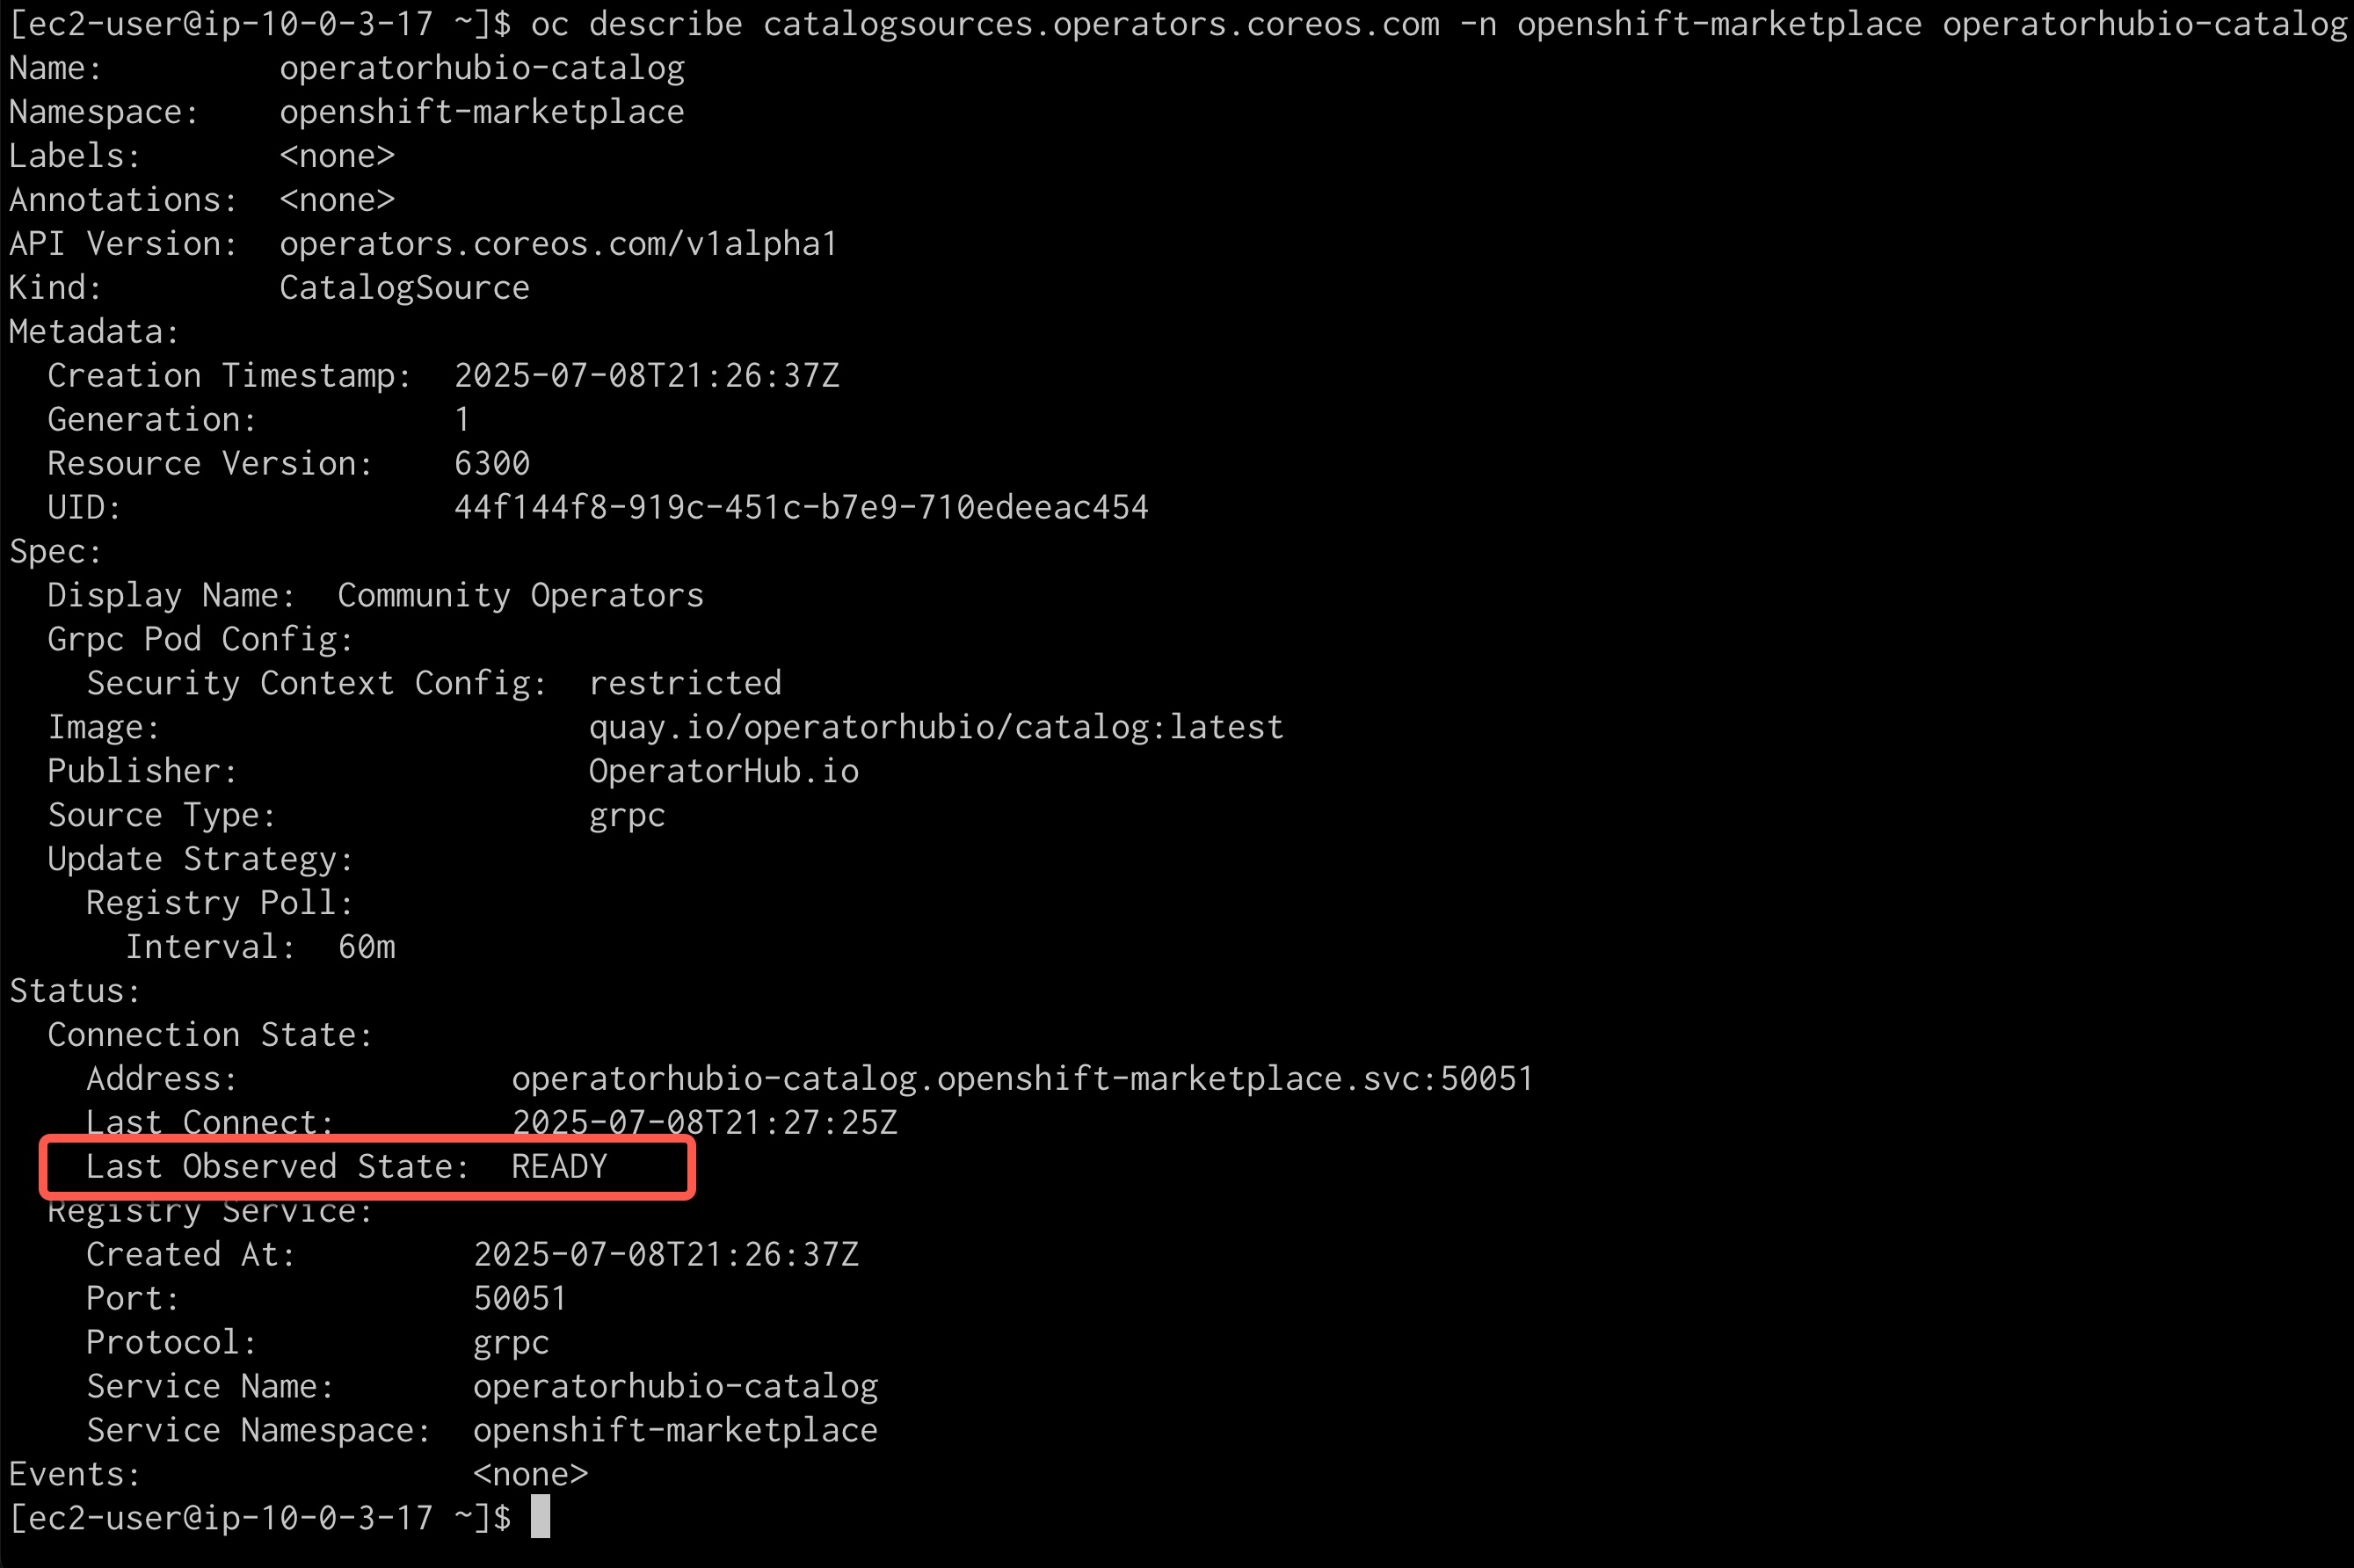 [ec2-user@ip-10-0-3-17 ~]$ oc describe catalogsources.operators.coreos.com -n openshift-marketplace operatorhubio-catalog
Name:         operatorhubio-catalog
Namespace:    openshift-marketplace
Labels:       <none>
Annotations:  <none>
API Version:  operators.coreos.com/v1alpha1
Kind:         CatalogSource
Metadata:
  Creation Timestamp:  2025-07-08T21:26:37Z
  Generation:          1
  Resource Version:    6300
  UID:                 44f144f8-919c-451c-b7e9-710edeeac454
Spec:
  Display Name:  Community Operators
  Grpc Pod Config:
    Security Context Config:  restricted
  Image:                      quay.io/operatorhubio/catalog:latest
  Publisher:                  OperatorHub.io
  Source Type:                grpc
  Update Strategy:
    Registry Poll:
      Interval:  60m
Status:
  Connection State:
    Address:              operatorhubio-catalog.openshift-marketplace.svc:50051
    Last Connect:         2025-07-08T21:27:25Z
    Last Observed State:  READY
  Registry Service:
    Created At:         2025-07-08T21:26:37Z
    Port:               50051
    Protocol:           grpc
    Service Name:       operatorhubio-catalog
    Service Namespace:  openshift-marketplace
Events:                 <none>
[ec2-user@ip-10-0-3-17 ~]$